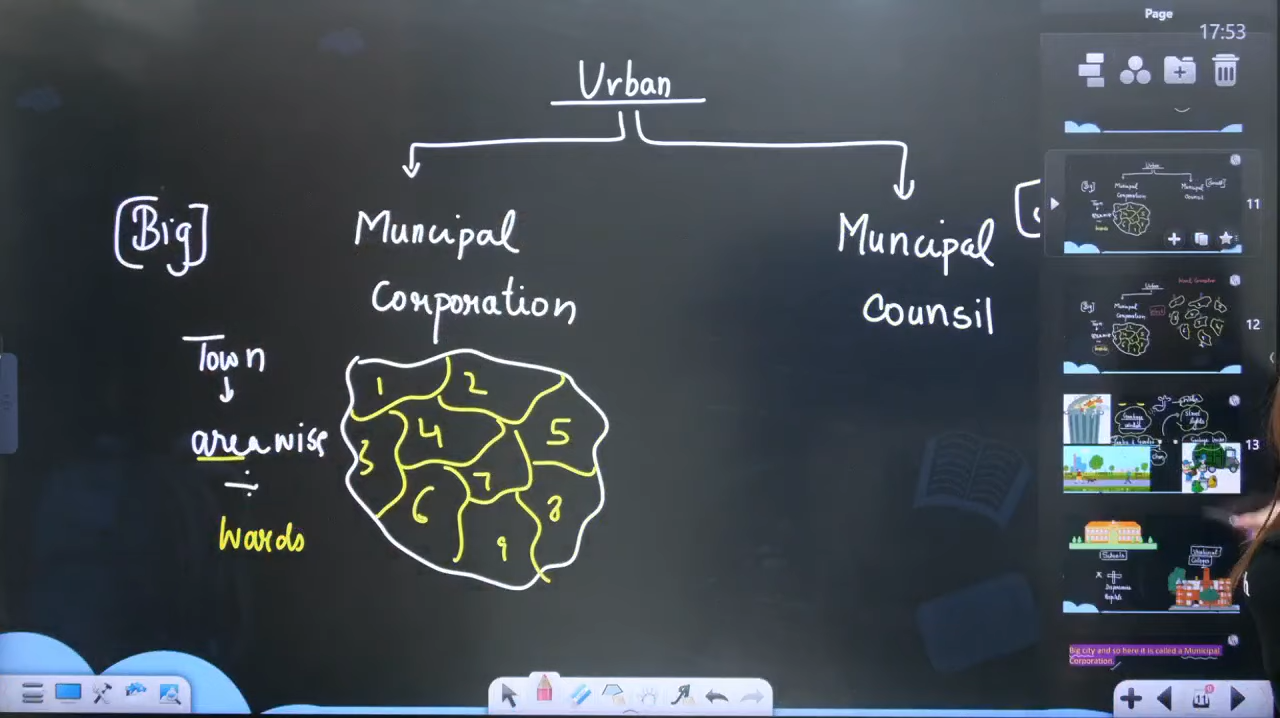 Page
17:53
Urban
[Big]
Muncipal
Corporation
Muncipal
Counsil
Town
areawise
÷
Wards
1
2
3
4
5
6
7
8
9
11
12
13
Big city and so here it is called a Municipal
Corporation.